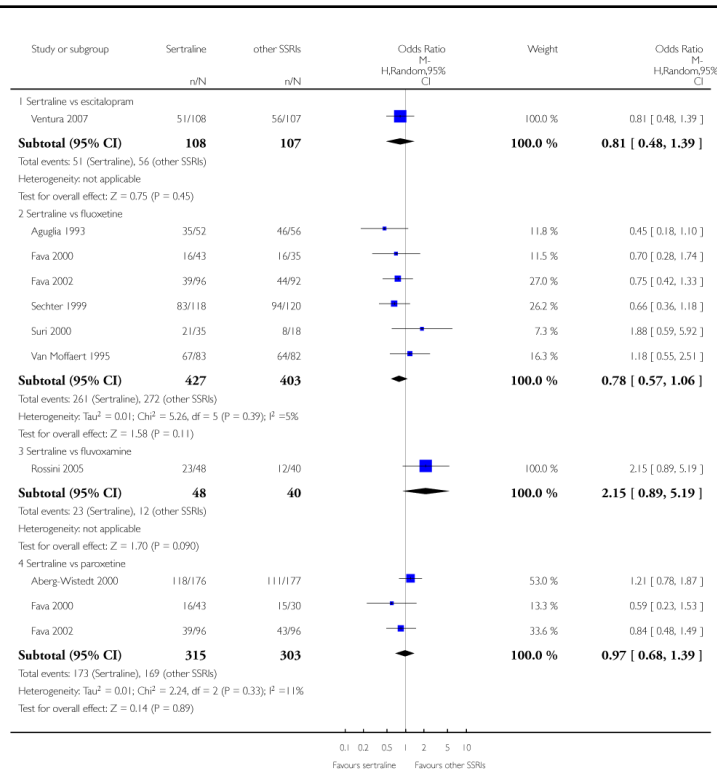 Study or subgroup Sertraline other SSRIs Odds Ratio Weight Odds Ratio
M- M-
H,Random,95% H,Random,95%
n/N n/N CI CI
1 Sertraline vs escitalopram
Ventura 2007 51/108 56/107 100.0 % 0.81 [ 0.48, 1.39 ]
Subtotal (95% CI) 108 107 100.0 % 0.81 [ 0.48, 1.39 ]
Total events: 51 (Sertraline), 56 (other SSRIs)
Heterogeneity: not applicable
Test for overall effect: Z = 0.75 (P = 0.45)
2 Sertraline vs fluoxetine
Aguglia 1993 35/52 46/56 11.8 % 0.45 [ 0.18, 1.10 ]
Fava 2000 16/43 16/35 11.5 % 0.70 [ 0.28, 1.74 ]
Fava 2002 39/96 44/92 27.0 % 0.75 [ 0.42, 1.33 ]
Sechter 1999 83/118 94/120 26.2 % 0.66 [ 0.36, 1.18 ]
Suri 2000 21/35 8/18 7.3 % 1.88 [ 0.59, 5.92 ]
Van Moffaert 1995 67/83 64/82 16.3 % 1.18 [ 0.55, 2.51 ]
Subtotal (95% CI) 427 403 100.0 % 0.78 [ 0.57, 1.06 ]
Total events: 261 (Sertraline), 272 (other SSRIs)
Heterogeneity: Tau² = 0.01; Chi² = 5.26, df = 5 (P = 0.39); I² =5%
Test for overall effect: Z = 1.58 (P = 0.11)
3 Sertraline vs fluvoxamine
Rossini 2005 23/48 12/40 100.0 % 2.15 [ 0.89, 5.19 ]
Subtotal (95% CI) 48 40 100.0 % 2.15 [ 0.89, 5.19 ]
Total events: 23 (Sertraline), 12 (other SSRIs)
Heterogeneity: not applicable
Test for overall effect: Z = 1.70 (P = 0.090)
4 Sertraline vs paroxetine
Aberg-Wistedt 2000 118/176 111/177 53.0 % 1.21 [ 0.78, 1.87 ]
Fava 2000 16/43 15/30 13.3 % 0.59 [ 0.23, 1.53 ]
Fava 2002 39/96 43/96 33.6 % 0.84 [ 0.48, 1.49 ]
Subtotal (95% CI) 315 303 100.0 % 0.97 [ 0.68, 1.39 ]
Total events: 173 (Sertraline), 169 (other SSRIs)
Heterogeneity: Tau² = 0.01; Chi² = 2.24, df = 2 (P = 0.33); I² =11%
Test for overall effect: Z = 0.14 (P = 0.89)
0.1 0.2 0.5 1 2 5 10
Favours sertraline Favours other SSRIs